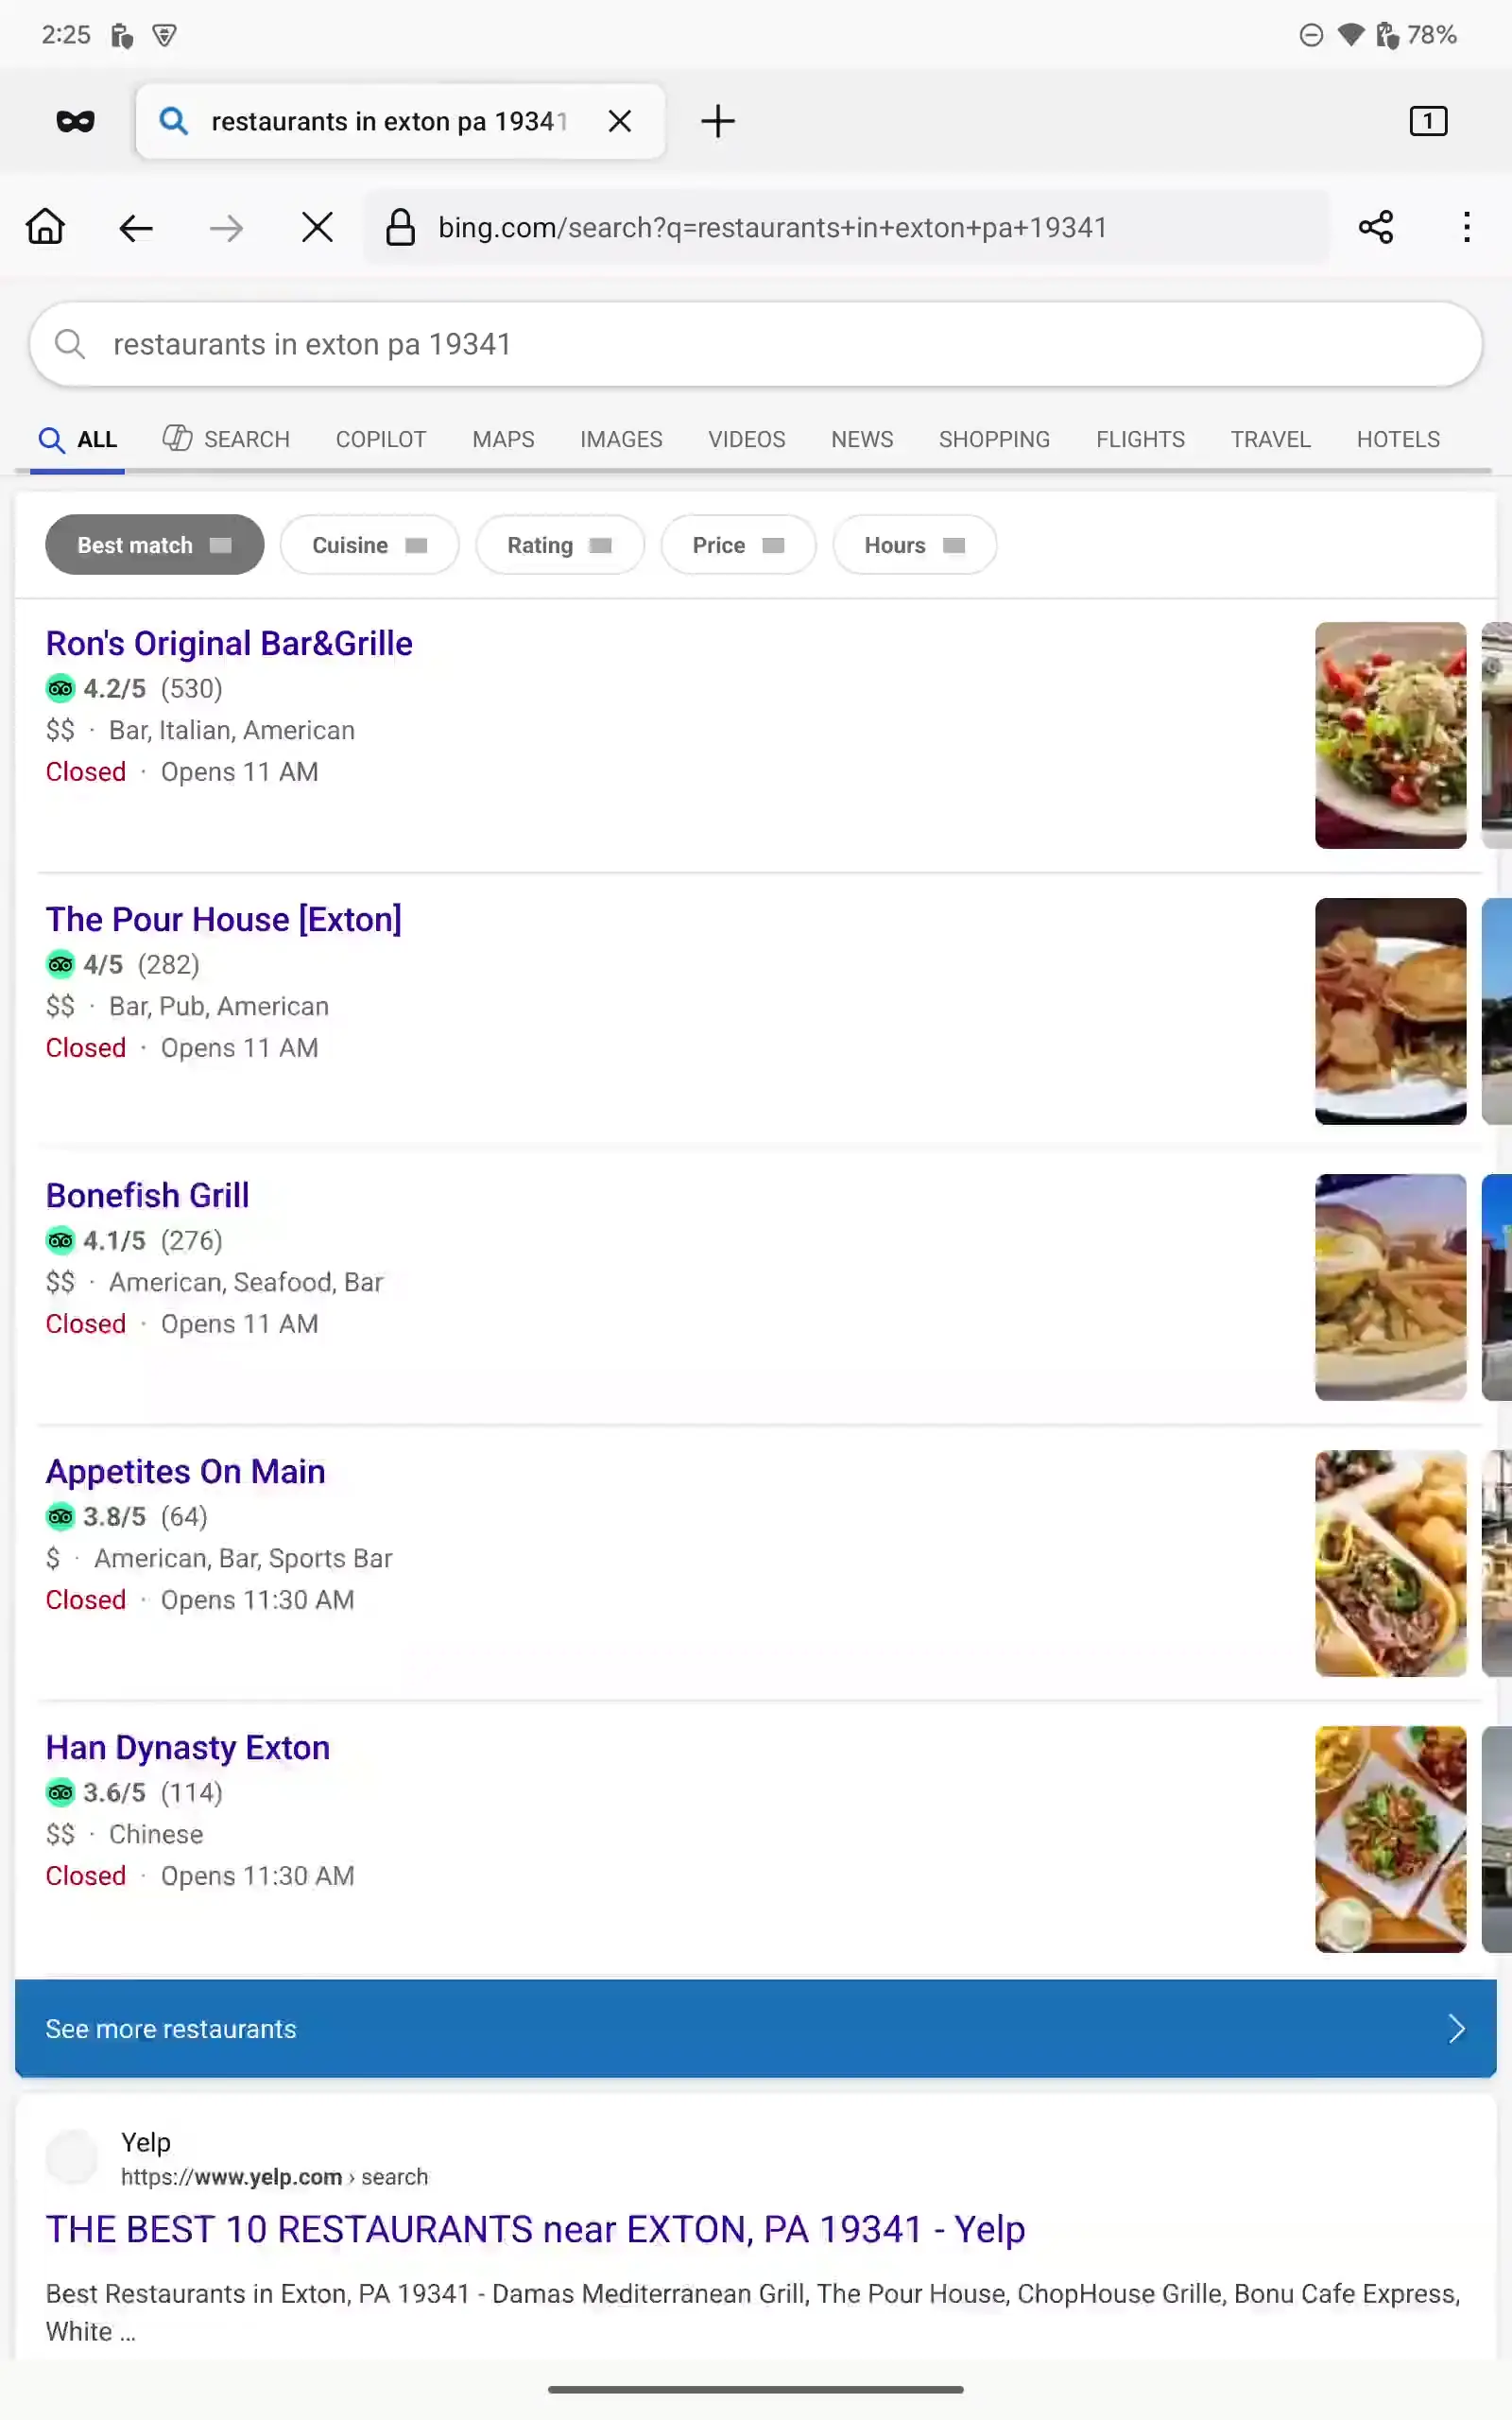 2:25
78%
restaurants in exton pa 19341
1
bing.com/search?q=restaurants+in+exton+pa+19341
restaurants in exton pa 19341
ALL SEARCH COPILOT MAPS IMAGES VIDEOS NEWS SHOPPING FLIGHTS TRAVEL HOTELS
Best match Cuisine Rating Price Hours
Ron's Original Bar&Grille
4.2/5 (530)
$$ · Bar, Italian, American
Closed · Opens 11 AM
The Pour House [Exton]
4/5 (282)
$$ · Bar, Pub, American
Closed · Opens 11 AM
Bonefish Grill
4.1/5 (276)
$$ · American, Seafood, Bar
Closed · Opens 11 AM
Appetites On Main
3.8/5 (64)
$ · American, Bar, Sports Bar
Closed · Opens 11:30 AM
Han Dynasty Exton
3.6/5 (114)
$$ · Chinese
Closed · Opens 11:30 AM
See more restaurants
Yelp
https://www.yelp.com › search
THE BEST 10 RESTAURANTS near EXTON, PA 19341 - Yelp
Best Restaurants in Exton, PA 19341 - Damas Mediterranean Grill, The Pour House, ChopHouse Grille, Bonu Cafe Express,
White ...